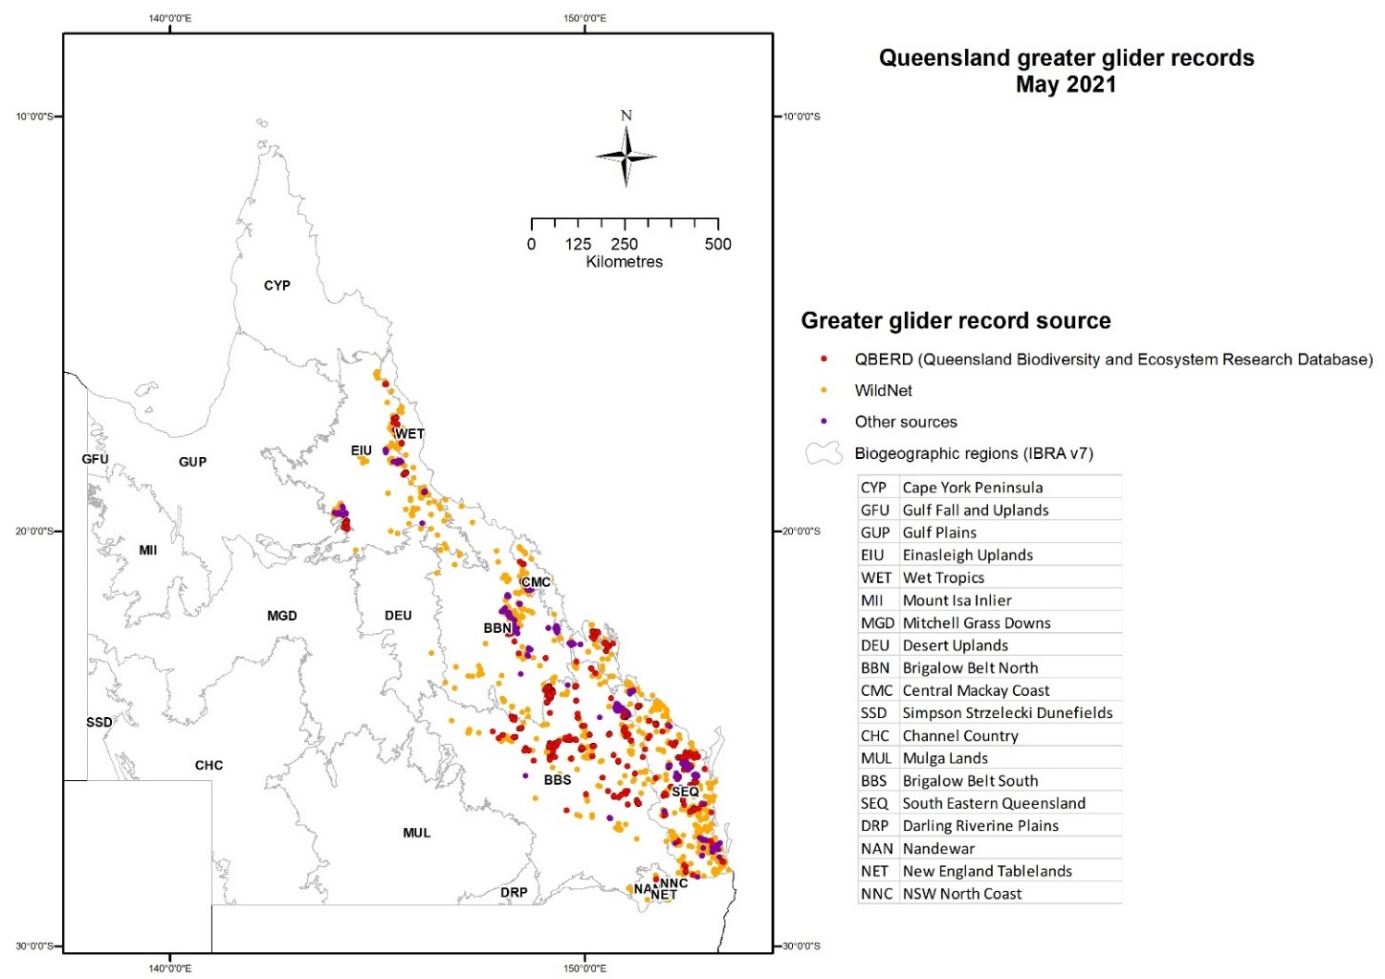 140°0'0"E 150°0'0"E
Queensland greater glider records
May 2021
10°0'0"S 10°0'0"S
N
0 125 250 500
Kilometres
CYP
Greater glider record source
QBERD (Queensland Biodiversity and Ecosystem Research Database)
WildNet
Other sources
Biogeographic regions (IBRA v7)
WET
EIU
GFU GUP
MII
20°0'0"S 20°0'0"S
CMC
MGD DEU
BBN
SSD
CHC
BBS
SEQ
MUL
DRP
NAN
NNC
NET
CYP Cape York Peninsula
GFU Gulf Fall and Uplands
GUP Gulf Plains
EIU Einasleigh Uplands
WET Wet Tropics
MII Mount Isa Inlier
MGD Mitchell Grass Downs
DEU Desert Uplands
BBN Brigalow Belt North
CMC Central Mackay Coast
SSD Simpson Strzelecki Dunefields
CHC Channel Country
MUL Mulga Lands
BBS Brigalow Belt South
SEQ South Eastern Queensland
DRP Darling Riverine Plains
NAN Nandewar
NET New England Tablelands
NNC NSW North Coast
30°0'0"S 30°0'0"S
140°0'0"E 150°0'0"E